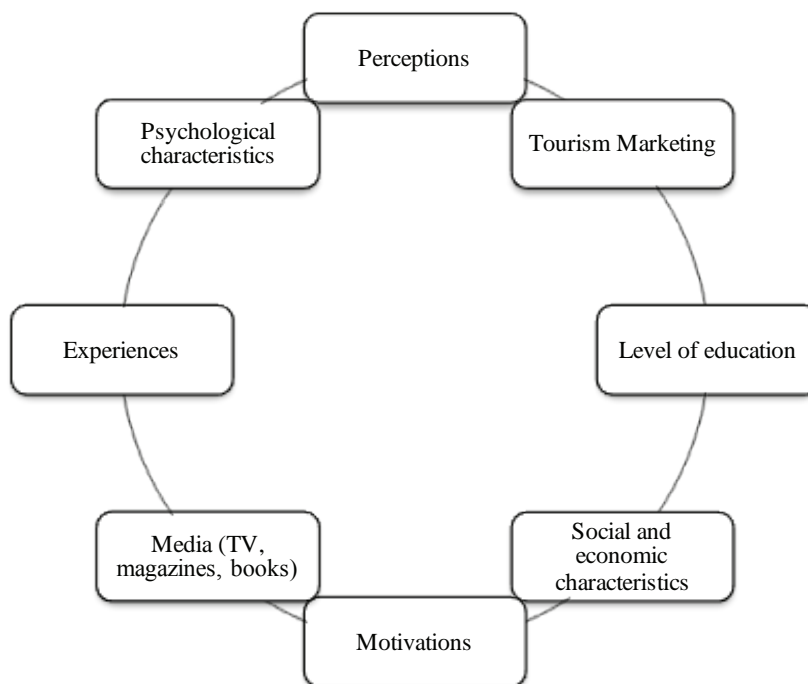 Perceptions
Psychological
characteristics
Tourism Marketing
Experiences
Level of education
Media (TV,
magazines, books)
Social and
economic
characteristics
Motivations